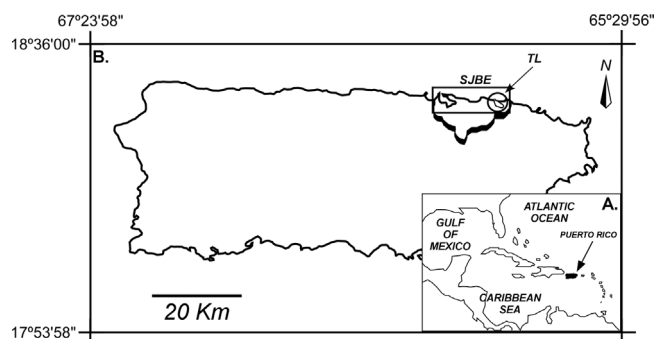 67º23'58"
65º29'56"
18º36'00"
B.
SJBE
TL
N
A.
ATLANTIC
OCEAN
GULF
OF
MEXICO
PUERTO RICO
CARIBBEAN
SEA
20 Km
17º53'58"